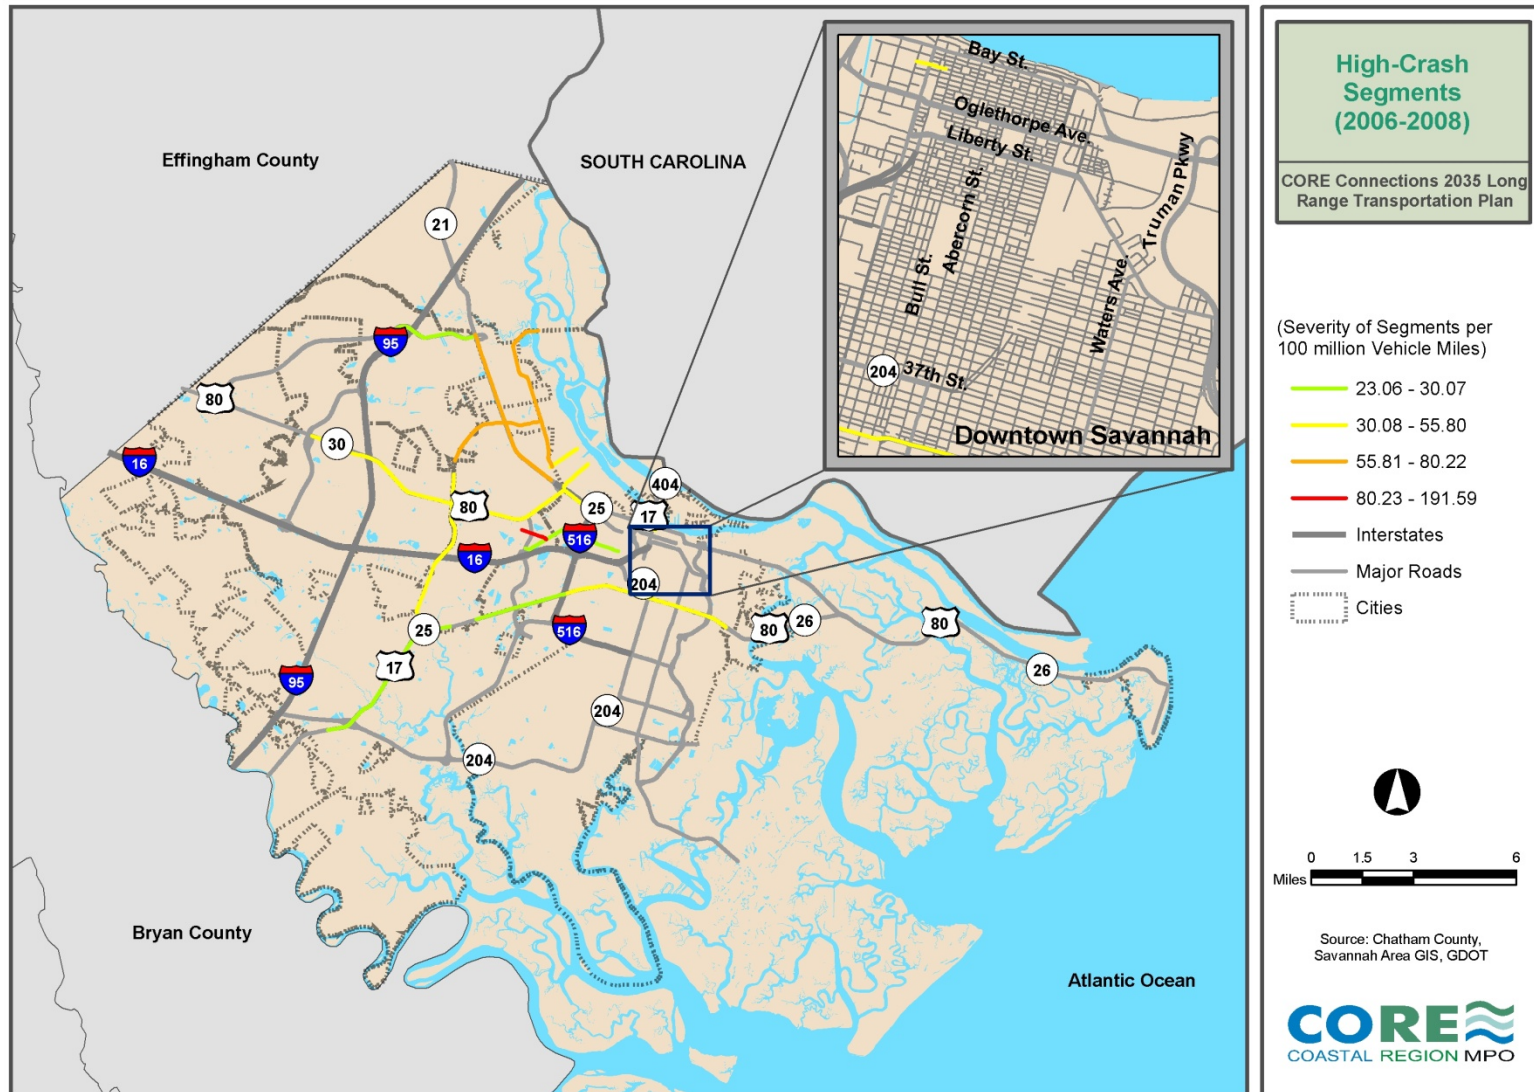 High-Crash
Segments
(2006-2008)
CORE Connections 2035 Long
Range Transportation Plan
(Severity of Segments per
100 million Vehicle Miles)
23.06 - 30.07
30.08 - 55.80
55.81 - 80.22
80.23 - 191.59
Interstates
Major Roads
Cities
0 1.5 3 6
Miles
Source: Chatham County,
Savannah Area GIS, GDOT
CORE
COASTAL REGION MPO
Effingham County
SOUTH CAROLINA
Bryan County
Atlantic Ocean
Bay St.
Oglethorpe Ave.
Liberty St.
Abercorn St.
Bull St.
Truman Pkwy
Waters Ave.
204
37th St.
Downtown Savannah
21
95
80
30
16
80
404
25
17
516
16
204
25
516
80
26
80
17
95
26
204
204